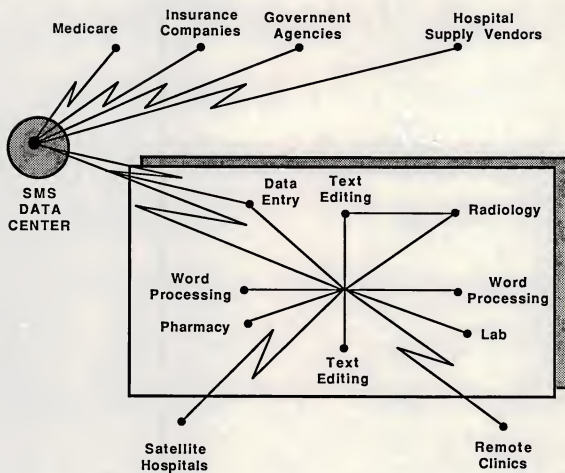 Medicare
Insurance
Companies
Government
Agencies
Hospital
Supply Vendors
SMS
DATA
CENTER
Data
Entry
Text
Editing
Radiology
Word
Processing
Word
Processing
Pharmacy
Lab
Text
Editing
Satellite
Hospitals
Remote
Clinics